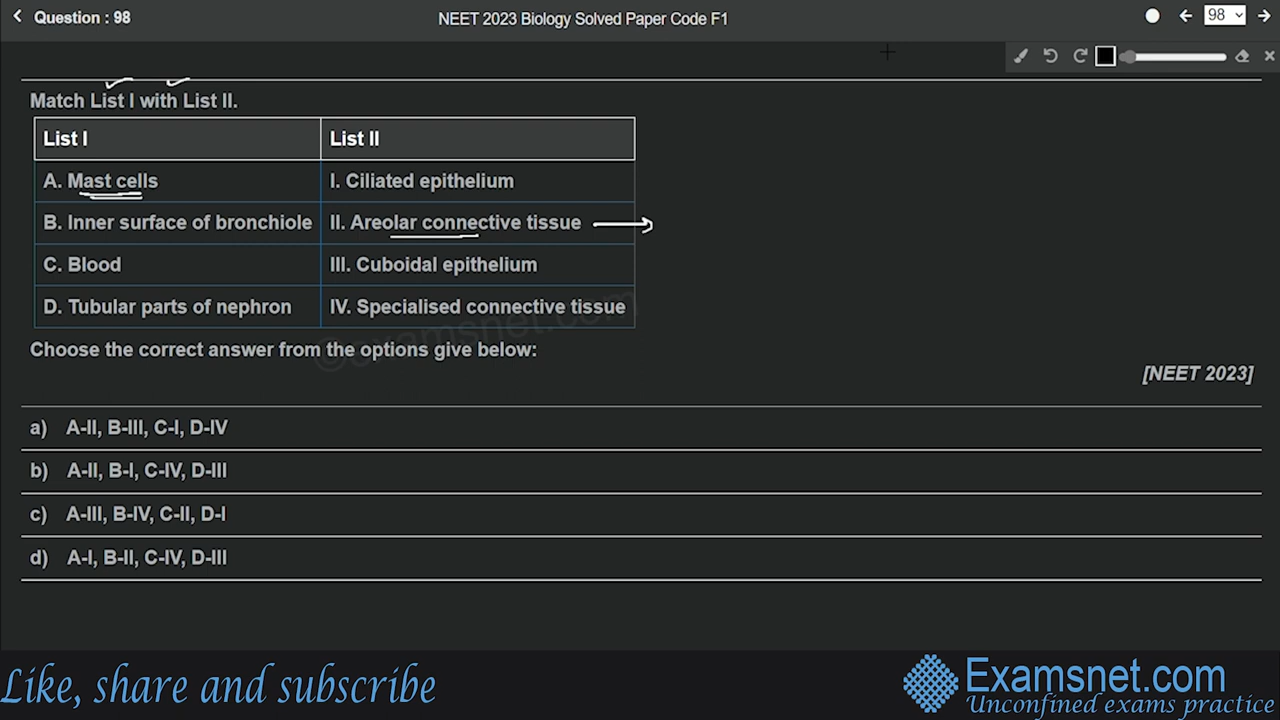 Question : 98
NEET 2023 Biology Solved Paper Code F1
98
Match List I with List II.
List I List II
A. Mast cells I. Ciliated epithelium
B. Inner surface of bronchiole II. Areolar connective tissue
C. Blood III. Cuboidal epithelium
D. Tubular parts of nephron IV. Specialised connective tissue
©examsnet.com
Choose the correct answer from the options give below:
[NEET 2023]
a) A-II, B-III, C-I, D-IV
b) A-II, B-I, C-IV, D-III
c) A-III, B-IV, C-II, D-I
d) A-I, B-II, C-IV, D-III
Like, share and subscribe
Examsnet.com
Unconfined exams practice